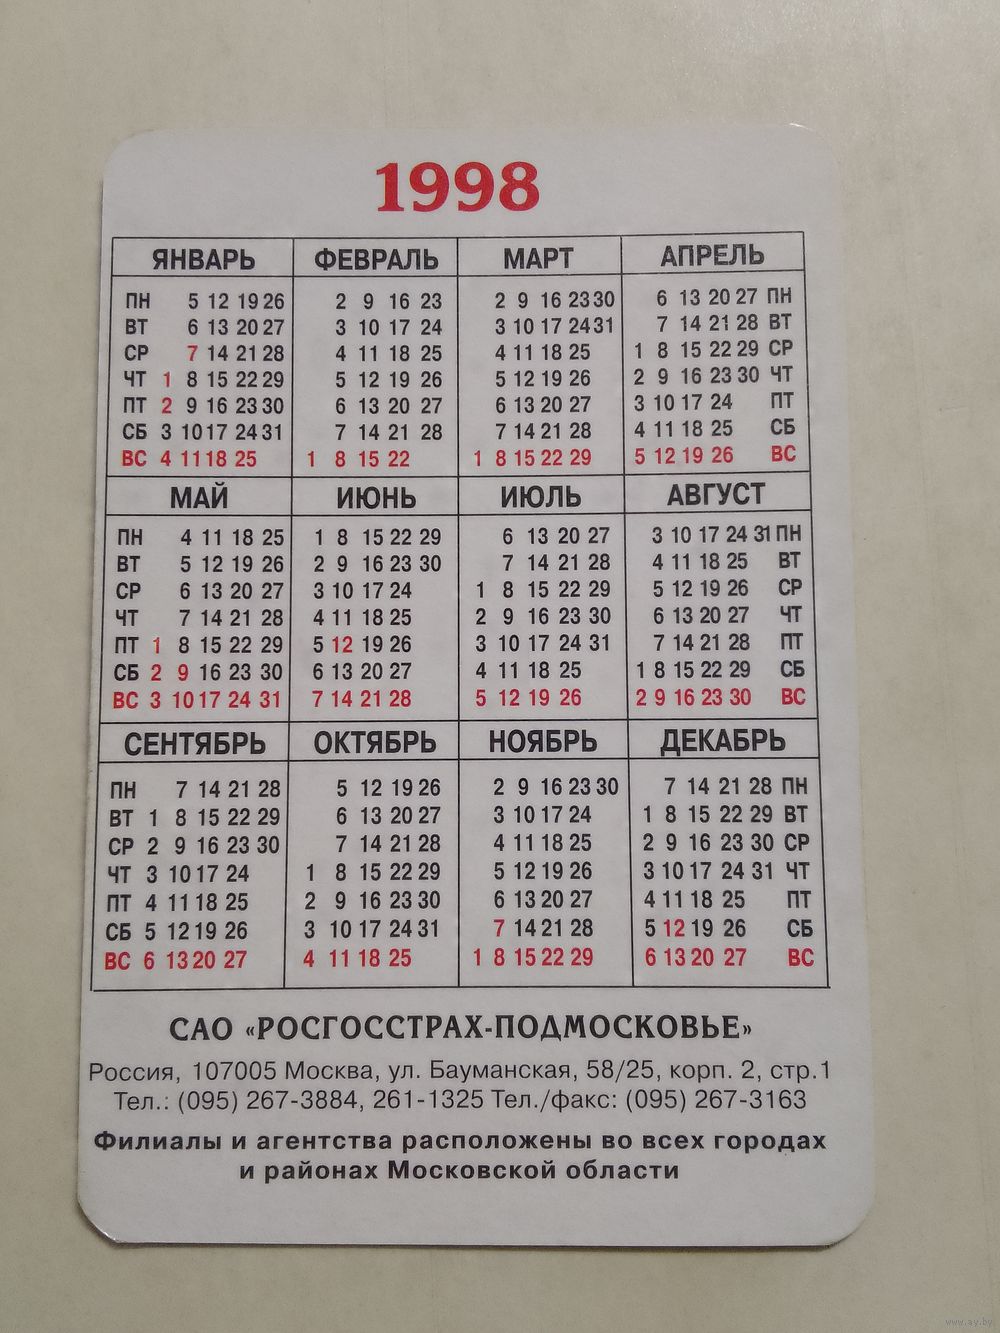 1998
ЯНВАРЬ ФЕВРАЛЬ МАРТ АПРЕЛЬ
ПН 5 12 19 26 2 9 16 23 2 9 16 23 30 6 13 20 27 ПН
ВТ 6 13 20 27 3 10 17 24 3 10 17 24 31 7 14 21 28 ВТ
СР 7 14 21 28 4 11 18 25 4 11 18 25 1 8 15 22 29 СР
ЧТ 1 8 15 22 29 5 12 19 26 5 12 19 26 2 9 16 23 30 ЧТ
ПТ 2 9 16 23 30 6 13 20 27 6 13 20 27 3 10 17 24 ПТ
СБ 3 10 17 24 31 7 14 21 28 7 14 21 28 4 11 18 25 СБ
ВС 4 11 18 25 1 8 15 22 1 8 15 22 29 5 12 19 26 ВС
МАЙ ИЮНЬ ИЮЛЬ АВГУСТ
ПН 4 11 18 25 1 8 15 22 29 6 13 20 27 3 10 17 24 31 ПН
ВТ 5 12 19 26 2 9 16 23 30 7 14 21 28 4 11 18 25 ВТ
СР 6 13 20 27 3 10 17 24 1 8 15 22 29 5 12 19 26 СР
ЧТ 7 14 21 28 4 11 18 25 2 9 16 23 30 6 13 20 27 ЧТ
ПТ 1 8 15 22 29 5 12 19 26 3 10 17 24 31 7 14 21 28 ПТ
СБ 2 9 16 23 30 6 13 20 27 4 11 18 25 1 8 15 22 29 СБ
ВС 3 10 17 24 31 7 14 21 28 5 12 19 26 2 9 16 23 30 ВС
СЕНТЯБРЬ ОКТЯБРЬ НОЯБРЬ ДЕКАБРЬ
ПН 7 14 21 28 5 12 19 26 2 9 16 23 30 7 14 21 28 ПН
ВТ 1 8 15 22 29 6 13 20 27 3 10 17 24 1 8 15 22 29 ВТ
СР 2 9 16 23 30 7 14 21 28 4 11 18 25 2 9 16 23 30 СР
ЧТ 3 10 17 24 1 8 15 22 29 5 12 19 26 3 10 17 24 31 ЧТ
ПТ 4 11 18 25 2 9 16 23 30 6 13 20 27 4 11 18 25 ПТ
СБ 5 12 19 26 3 10 17 24 31 7 14 21 28 5 12 19 26 СБ
ВС 6 13 20 27 4 11 18 25 1 8 15 22 29 6 13 20 27 ВС
САО «РОСГОССТРАХ-ПОДМОСКОВЬЕ»
Россия, 107005 Москва, ул. Бауманская, 58/25, корп. 2, стр.1
Тел.: (095) 267-3884, 261-1325 Тел./факс: (095) 267-3163
Филиалы и агентства расположены во всех городах
и районах Московской области
www.ay.by